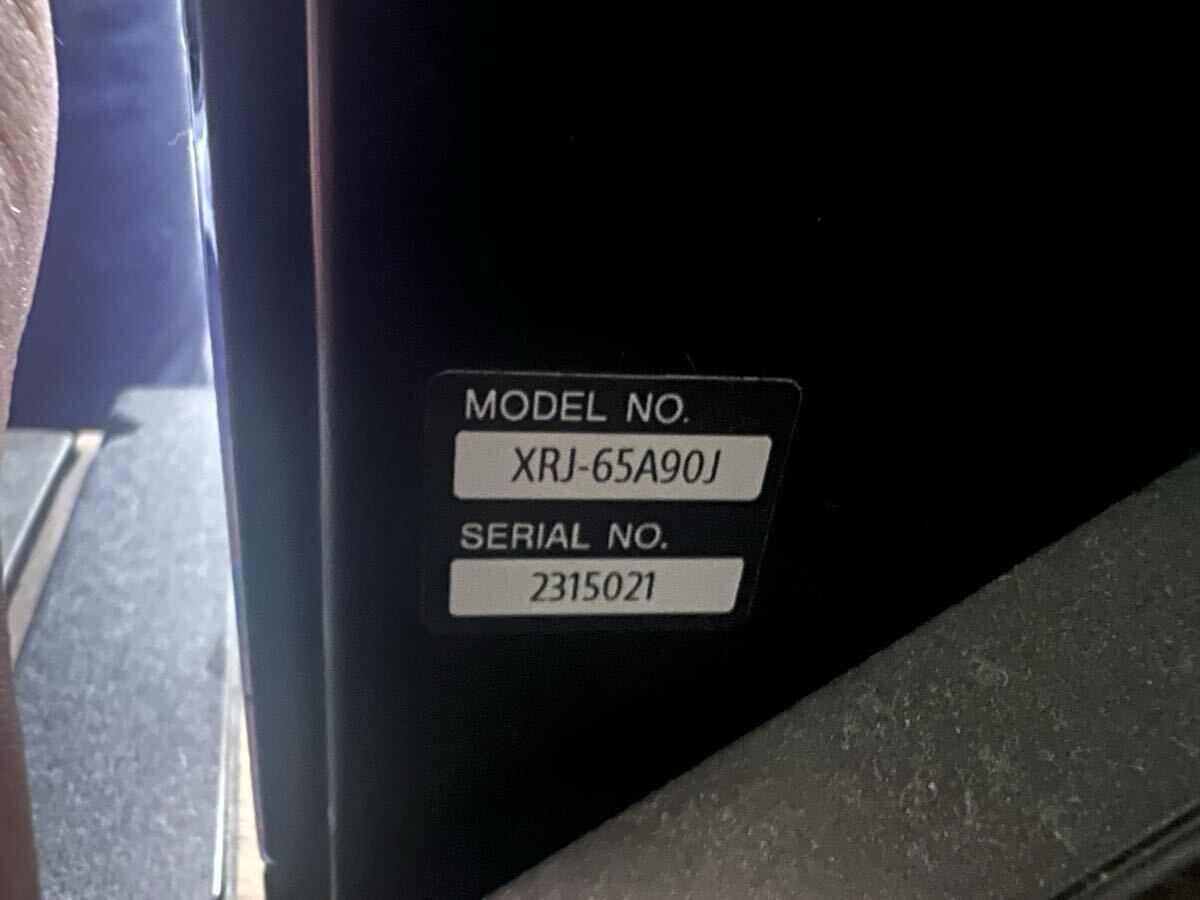 MODEL NO.
XRJ-65A90J
SERIAL NO.
2315021